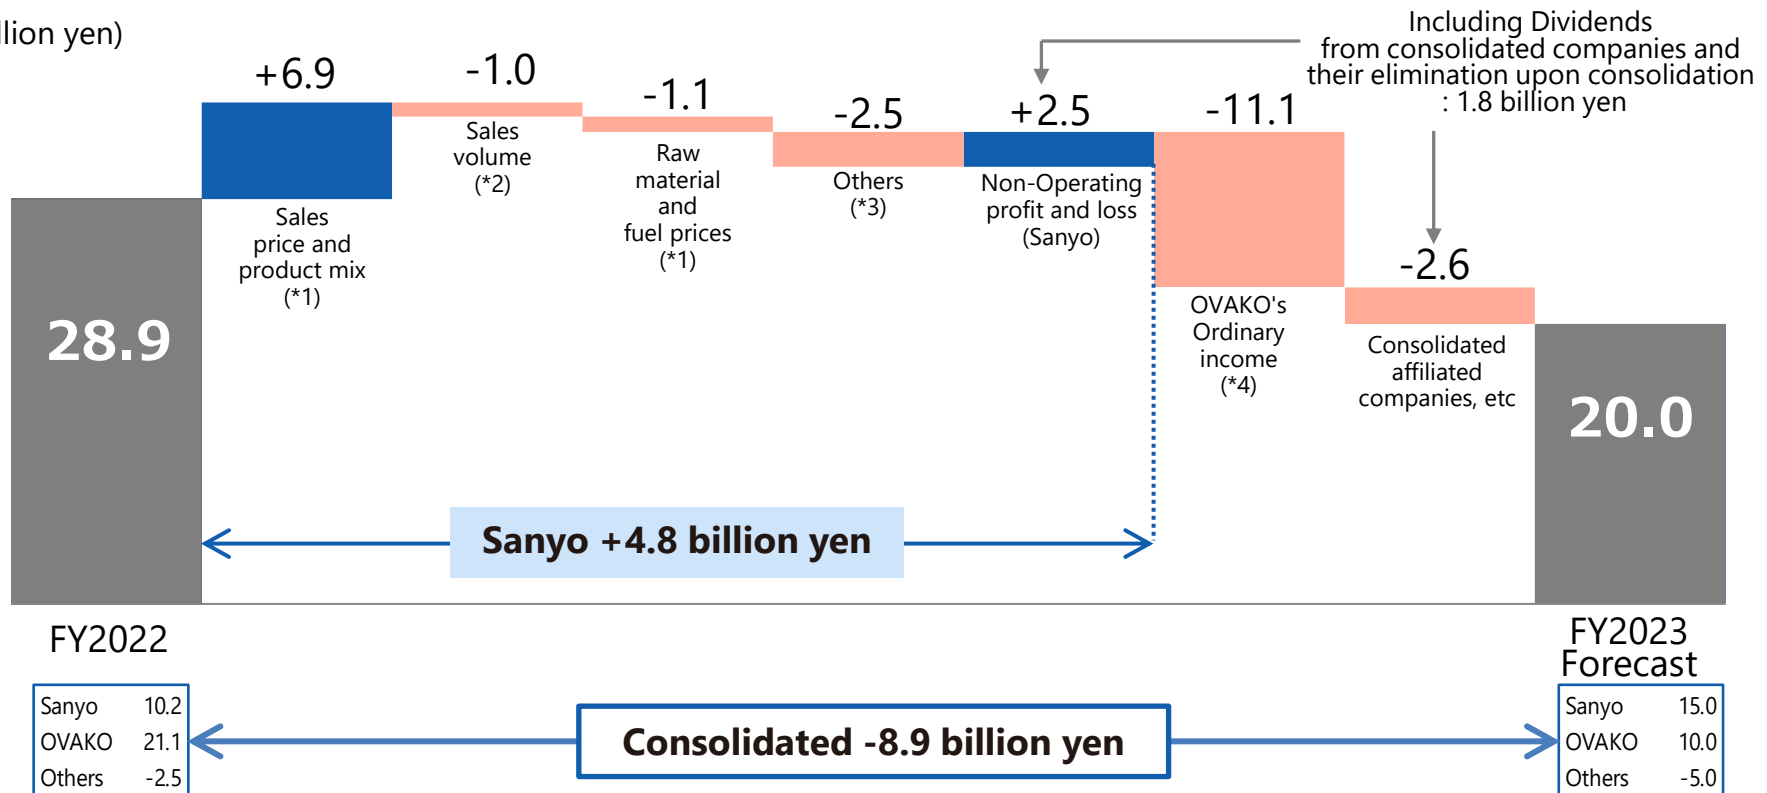 llion yen)
+6.9
Sales
price and
product mix
(*1)
-1.0
Sales
volume
(*2)
-1.1
Raw
material
and
fuel prices
(*1)
-2.5
Others
(*3)
+2.5
Non-Operating
profit and loss
(Sanyo)
-11.1
OVAKO's
Ordinary
income
(*4)
Including Dividends
from consolidated companies and
their elimination upon consolidation
: 1.8 billion yen
-2.6
Consolidated
affiliated
companies, etc
28.9
20.0
Sanyo +4.8 billion yen
FY2022
FY2023
Forecast
Sanyo 10.2
OVAKO 21.1
Others -2.5
Consolidated -8.9 billion yen
Sanyo 15.0
OVAKO 10.0
Others -5.0